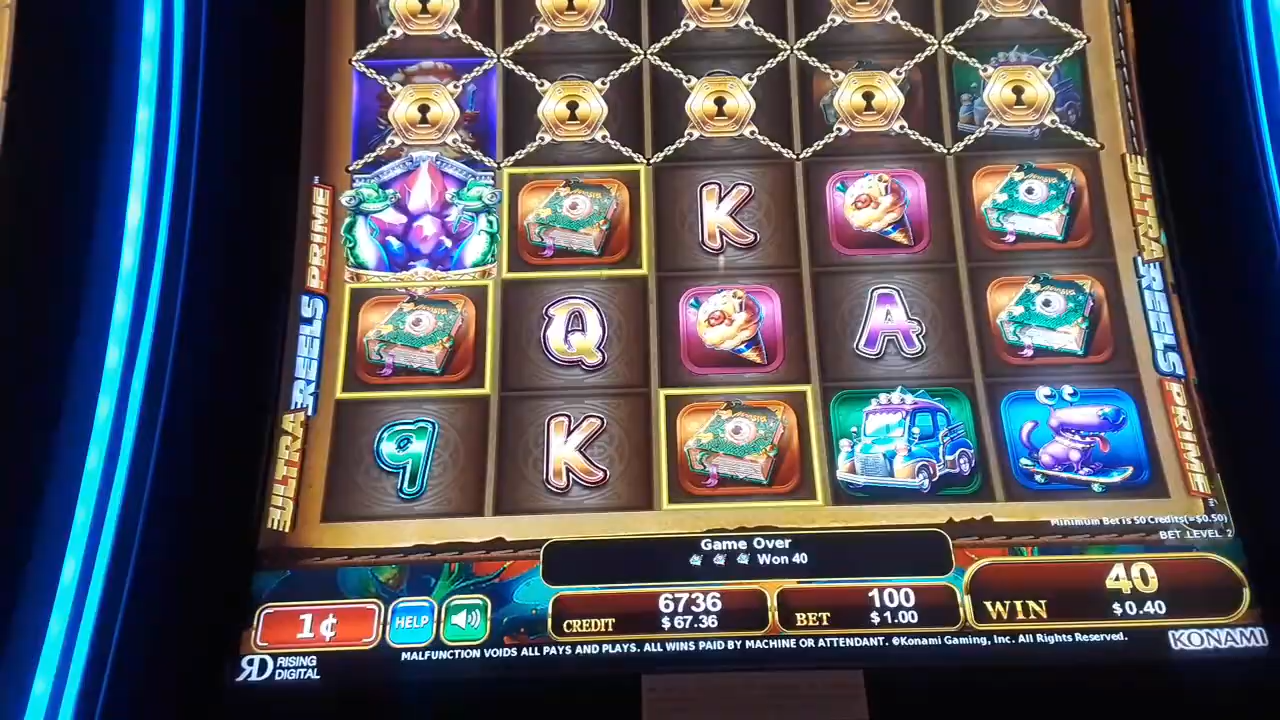 K
Q
A
9
K
ULTRA REELS PRIME
ULTRA REELS PRIME
Minimum Bet is 50 Credits(=$0.50)
BET LEVEL 2
Game Over
Won 40
1¢
HELP
CREDIT 6736
$67.36
BET 100
$1.00
WIN 40
$0.40
MALFUNCTION VOIDS ALL PAYS AND PLAYS. ALL WINS PAID BY MACHINE OR ATTENDANT. ©Konami Gaming, Inc. All Rights Reserved.
KONAMI
RD RISING
DIGITAL